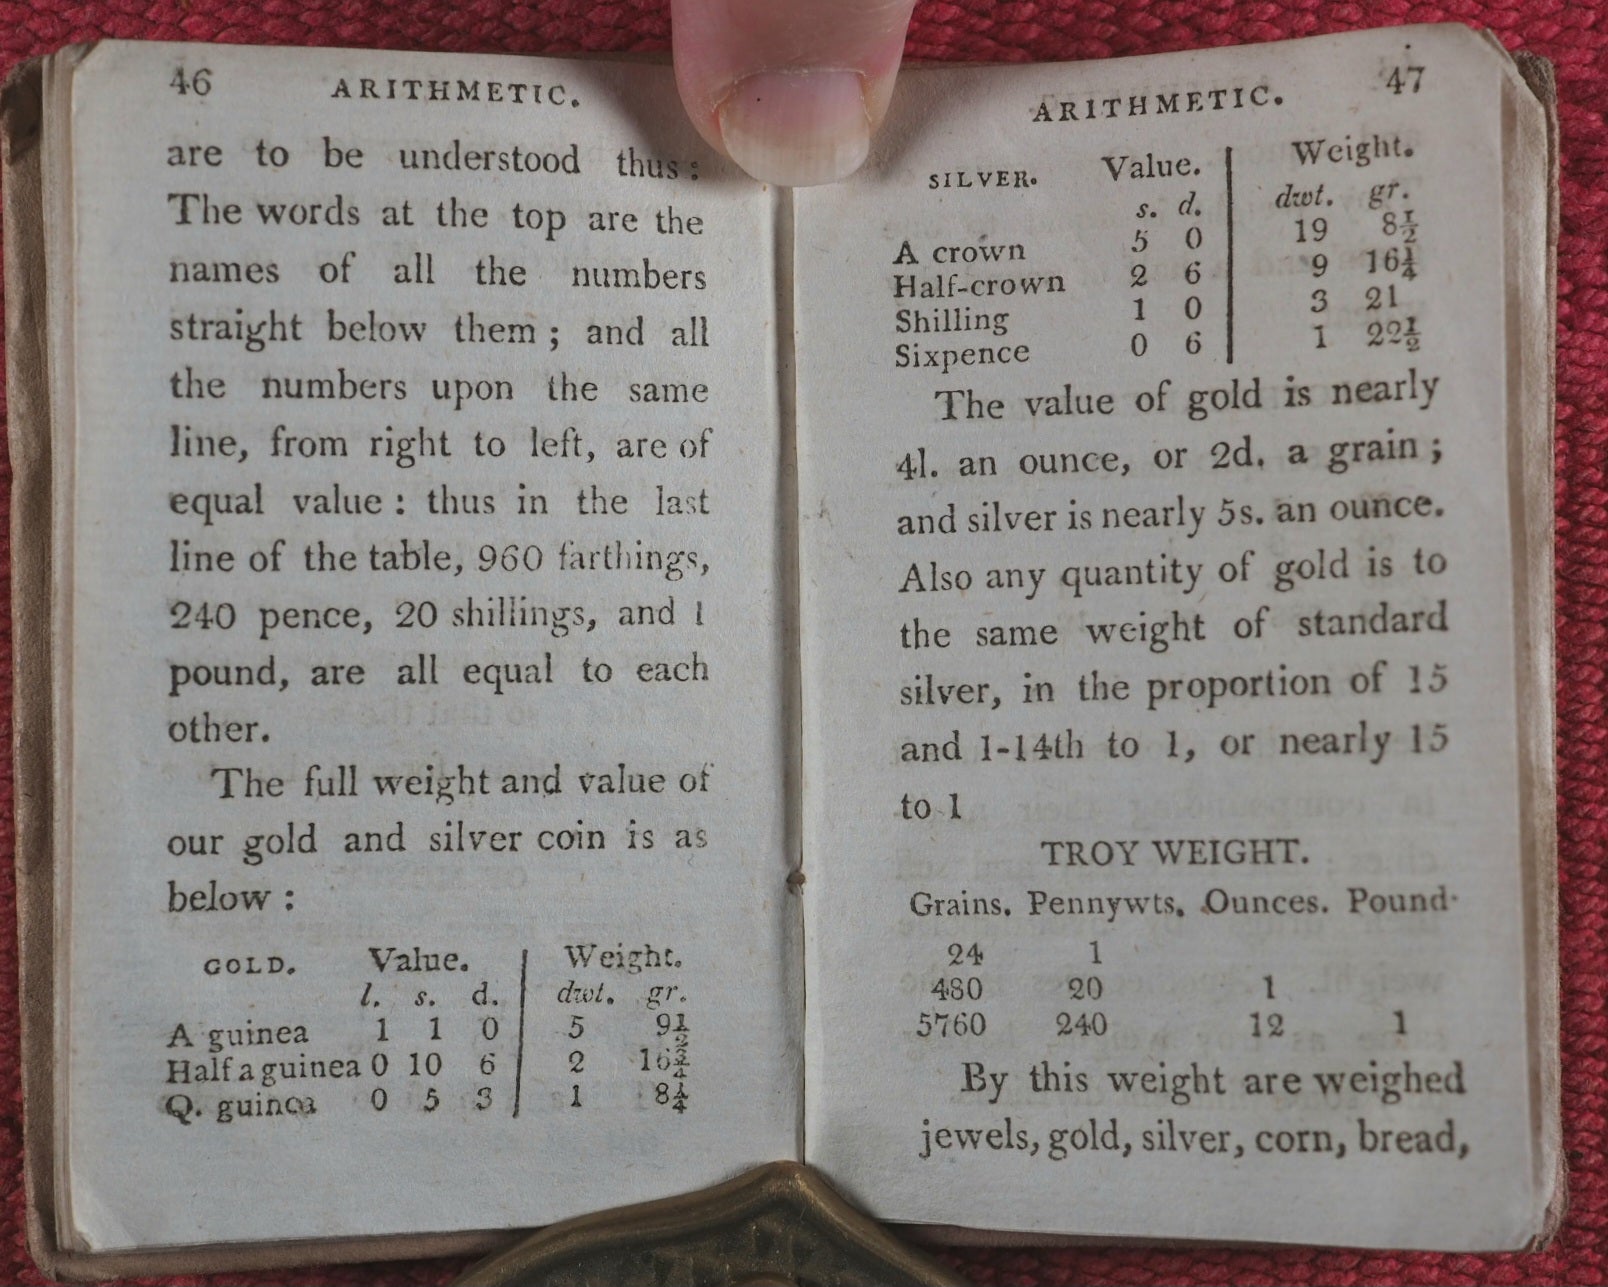 46 ARITHMETIC.
are to be understood thus:
The words at the top are the
names of all the numbers
straight below them; and all
the numbers upon the same
line, from right to left, are of
equal value: thus in the last
line of the table, 960 farthings,
240 pence, 20 shillings, and 1
pound, are all equal to each
other.
The full weight and value of
our gold and silver coin is as
below:
GOLD. Value. Weight.
l. s. d. dwt. gr.
A guinea 1 1 0 5 9½
Half a guinea 0 10 6 2 16¾
Q. guinea 0 5 3 1 8¼
ARITHMETIC. 47
SILVER. Value. Weight.
s. d. dwt. gr.
A crown 5 0 19 8½
Half-crown 2 6 9 16¼
Shilling 1 0 3 21
Sixpence 0 6 1 22½
The value of gold is nearly
4l. an ounce, or 2d. a grain;
and silver is nearly 5s. an ounce.
Also any quantity of gold is to
the same weight of standard
silver, in the proportion of 15
and 1-14th to 1, or nearly 15
to 1
TROY WEIGHT.
Grains. Pennywts. Ounces. Pound
24 1
480 20 1
5760 240 12 1
By this weight are weighed
jewels, gold, silver, corn, bread,